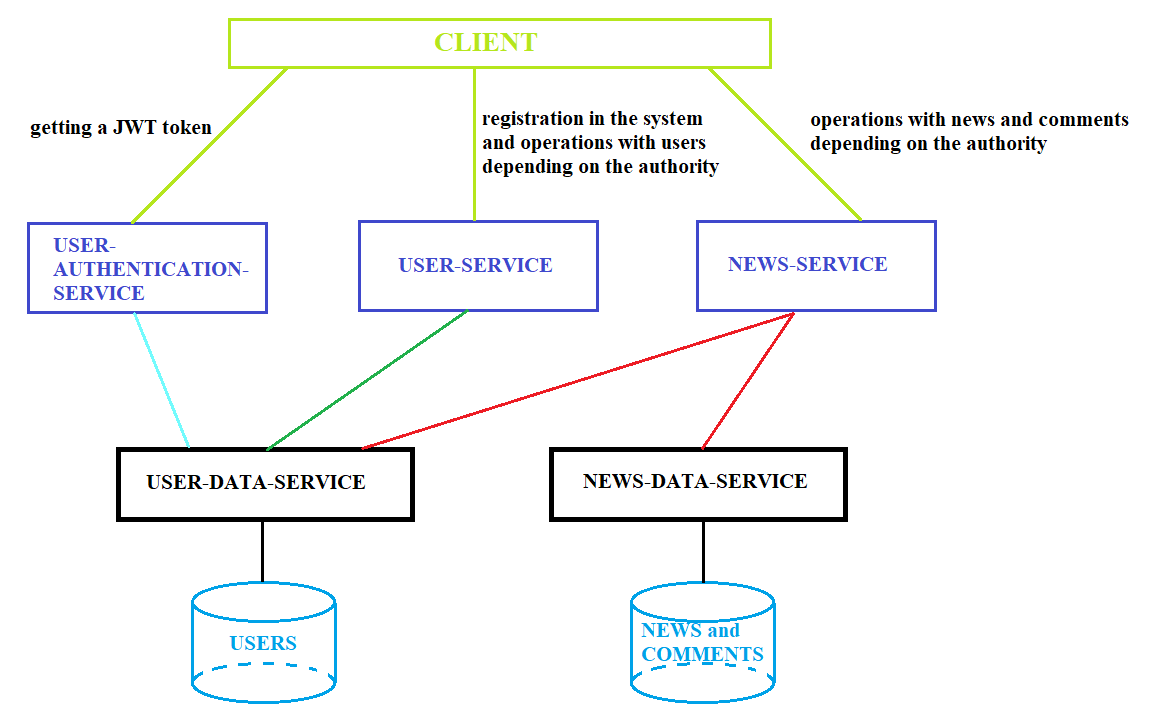 CLIENT
getting a JWT token
registration in the system
and operations with users
depending on the authority
operations with news and comments
depending on the authority
USER-
AUTHENTICATION-
SERVICE
USER-SERVICE
NEWS-SERVICE
USER-DATA-SERVICE
NEWS-DATA-SERVICE
USERS
NEWS and
COMMENTS